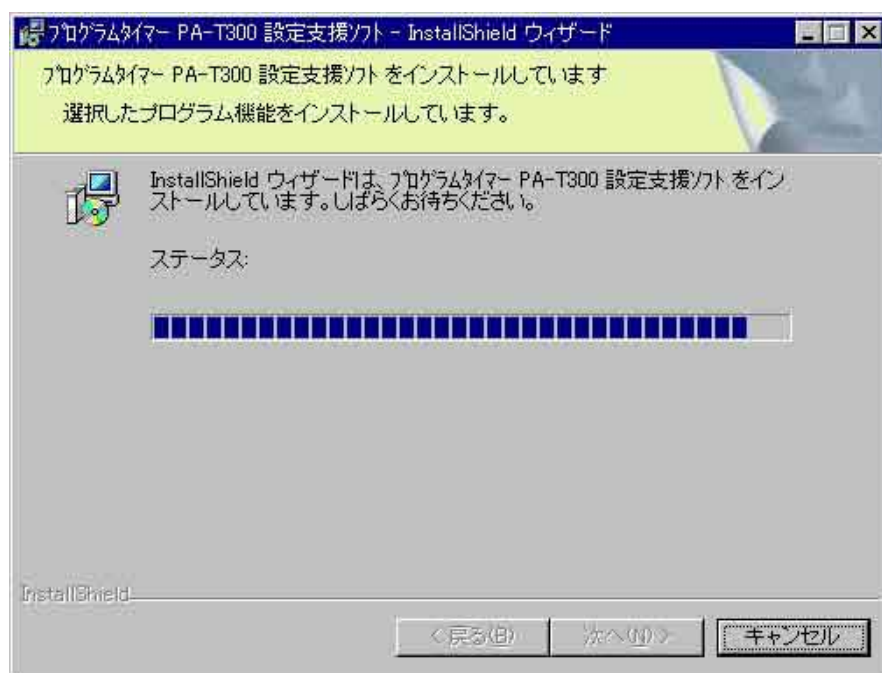 ﾌﾟﾛｸﾞﾗﾑﾀｲﾏｰ PA-T300 設定支援ｿﾌﾄ - InstallShield ウィザード
ﾌﾟﾛｸﾞﾗﾑﾀｲﾏｰ PA-T300 設定支援ｿﾌﾄ をインストールしています
選択したプログラム機能をインストールしています。
InstallShield ウィザードは、ﾌﾟﾛｸﾞﾗﾑﾀｲﾏｰ PA-T300 設定支援ｿﾌﾄ をイン
ストールしています。しばらくお待ちください。
ステータス:
InstallShield
< 戻る(B)
次へ(N) >
キャンセル